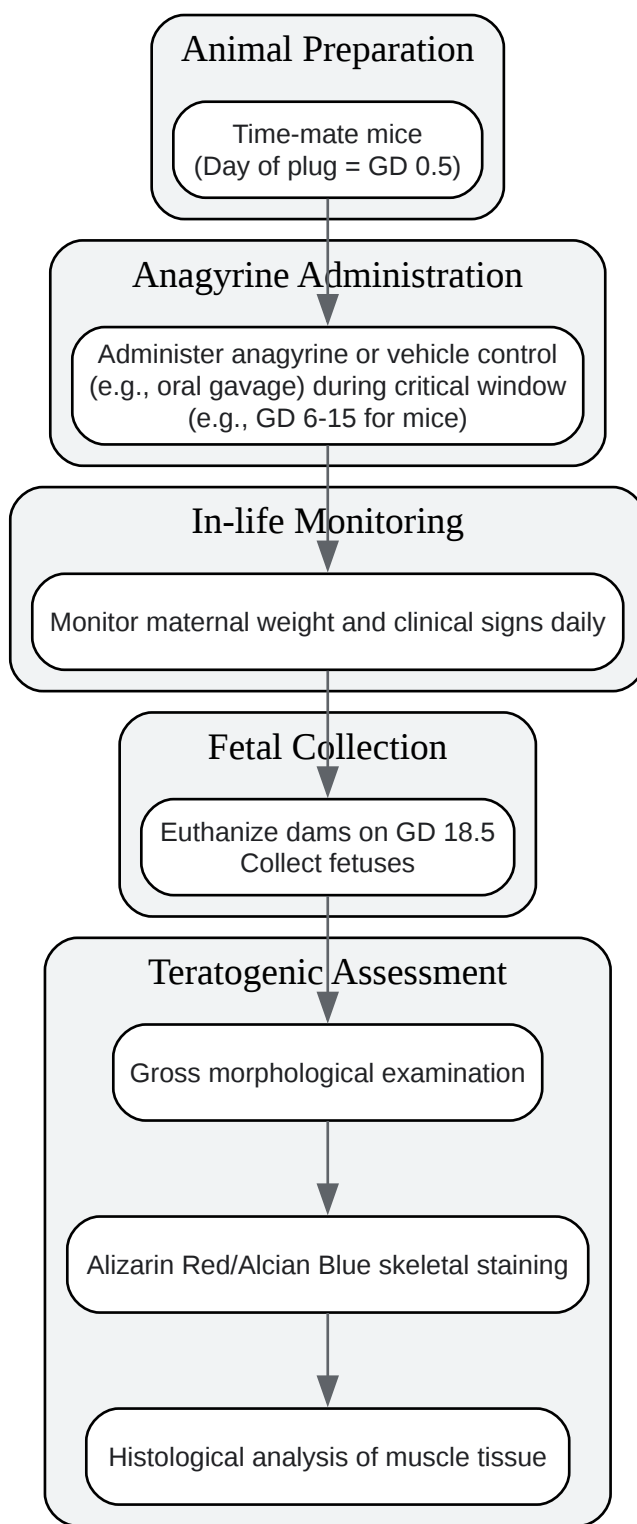 Animal Preparation
Time-mate mice
(Day of plug = GD 0.5)
Anagyrine Administration
Administer anagyrine or vehicle control
(e.g., oral gavage) during critical window
(e.g., GD 6-15 for mice)
In-life Monitoring
Monitor maternal weight and clinical signs daily
Fetal Collection
Euthanize dams on GD 18.5
Collect fetuses
Teratogenic Assessment
Gross morphological examination
Alizarin Red/Alcian Blue skeletal staining
Histological analysis of muscle tissue